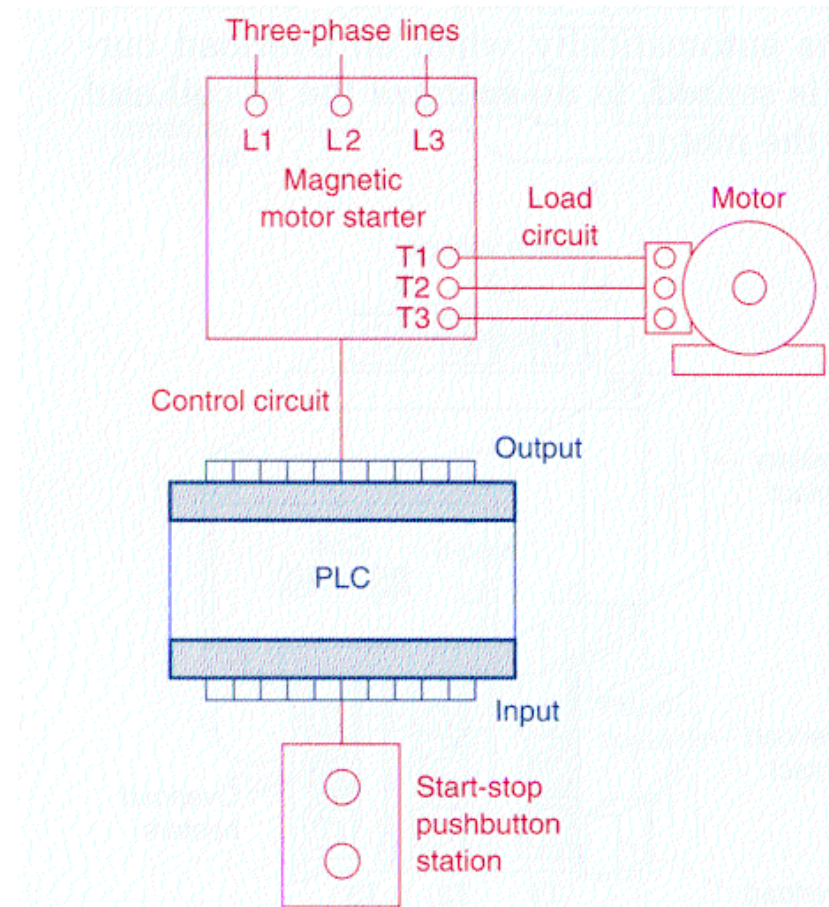 Three-phase lines
L1 L2 L3
Magnetic
motor starter
Load
circuit
Motor
T1
T2
T3
Control circuit
Output
PLC
Input
Start-stop
pushbutton
station